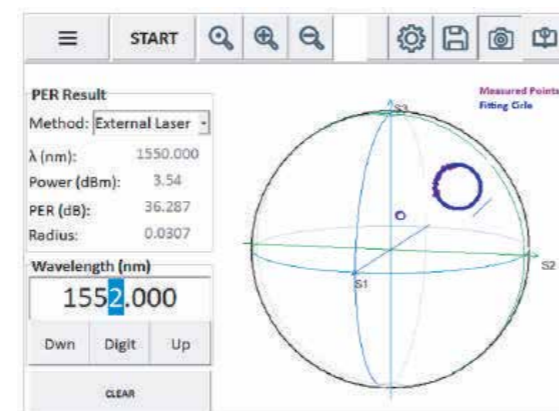 START
PER Result
Method: External Laser
λ (nm): 1550.000
Power (dBm): 3.54
PER (dB): 36.287
Radius: 0.0307
Wavelength (nm)
1552.000
Dwn Digit Up
CLEAR
Measured Points
Fitting Cirle
S3
S2
S1